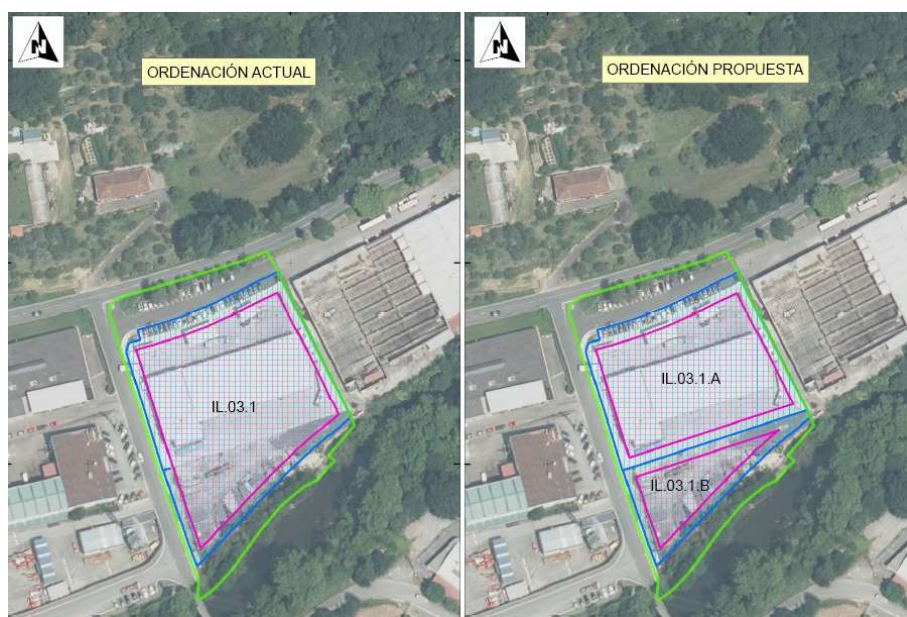 N
ORDENACIÓN ACTUAL
IL.03.1
N
ORDENACIÓN PROPUESTA
IL.03.1.A
IL.03.1.B